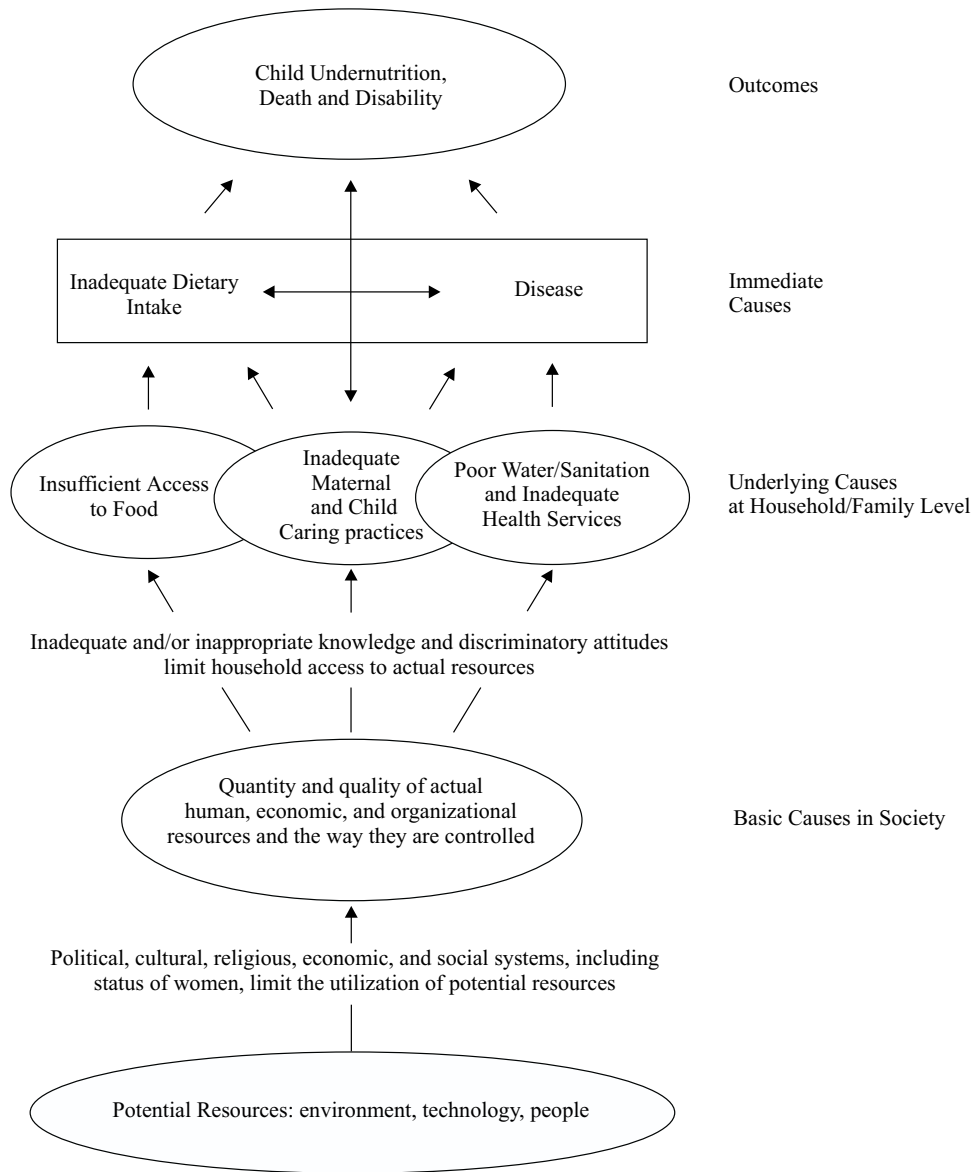 Child Undernutrition,
Death and Disability
Outcomes
Inadequate Dietary
Intake
Disease
Immediate
Causes
Insufficient Access
to Food
Inadequate
Maternal
and Child
Caring practices
Poor Water/Sanitation
and Inadequate
Health Services
Underlying Causes
at Household/Family Level
Inadequate and/or inappropriate knowledge and discriminatory attitudes
limit household access to actual resources
Quantity and quality of actual
human, economic, and organizational
resources and the way they are controlled
Basic Causes in Society
Political, cultural, religious, economic, and social systems, including
status of women, limit the utilization of potential resources
Potential Resources: environment, technology, people